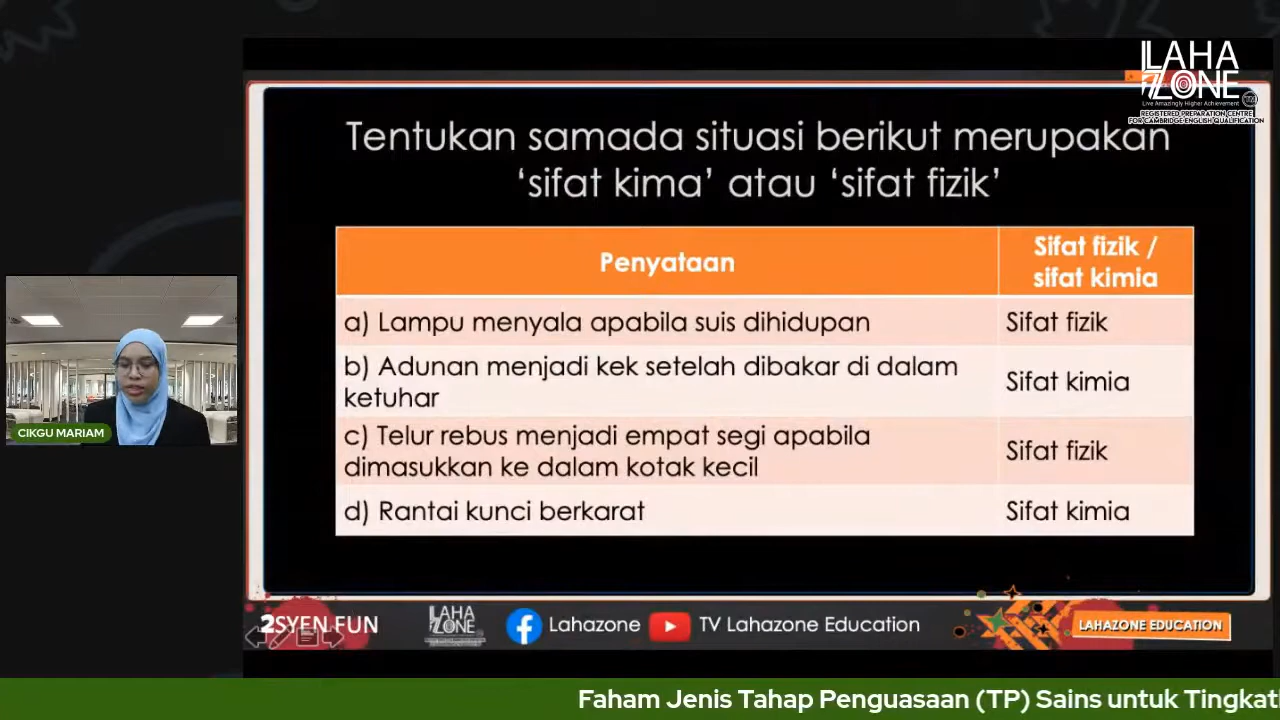 LAHA
ZONE
Live Amazingly Higher Achievement
REGISTERED PREPARATION CENTRE
FOR CAMBRIDGE ENGLISH QUALIFICATION
Tentukan samada situasi berikut merupakan
‘sifat kima’ atau ‘sifat fizik’
Penyataan
Sifat fizik /
sifat kimia
a) Lampu menyala apabila suis dihidupan
Sifat fizik
b) Adunan menjadi kek setelah dibakar di dalam
ketuhar
Sifat kimia
c) Telur rebus menjadi empat segi apabila
dimasukkan ke dalam kotak kecil
Sifat fizik
d) Rantai kunci berkarat
Sifat kimia
CIKGU MARIAM
2SYEN FUN
LAHA
ZONE
Lahazone
TV Lahazone Education
LAHAZONE EDUCATION
Faham Jenis Tahap Penguasaan (TP) Sains untuk Tingkat